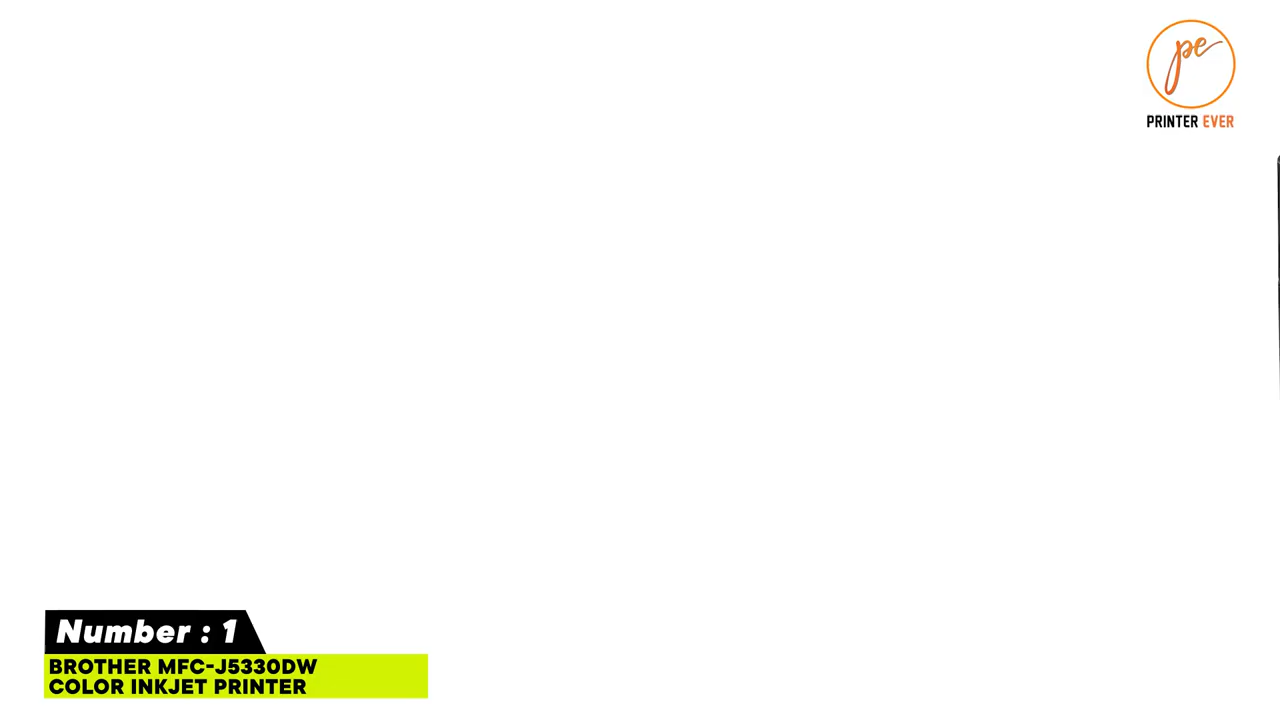 pe
PRINTER EVER
Number : 1
BROTHER MFC-J5330DW
COLOR INKJET PRINTER